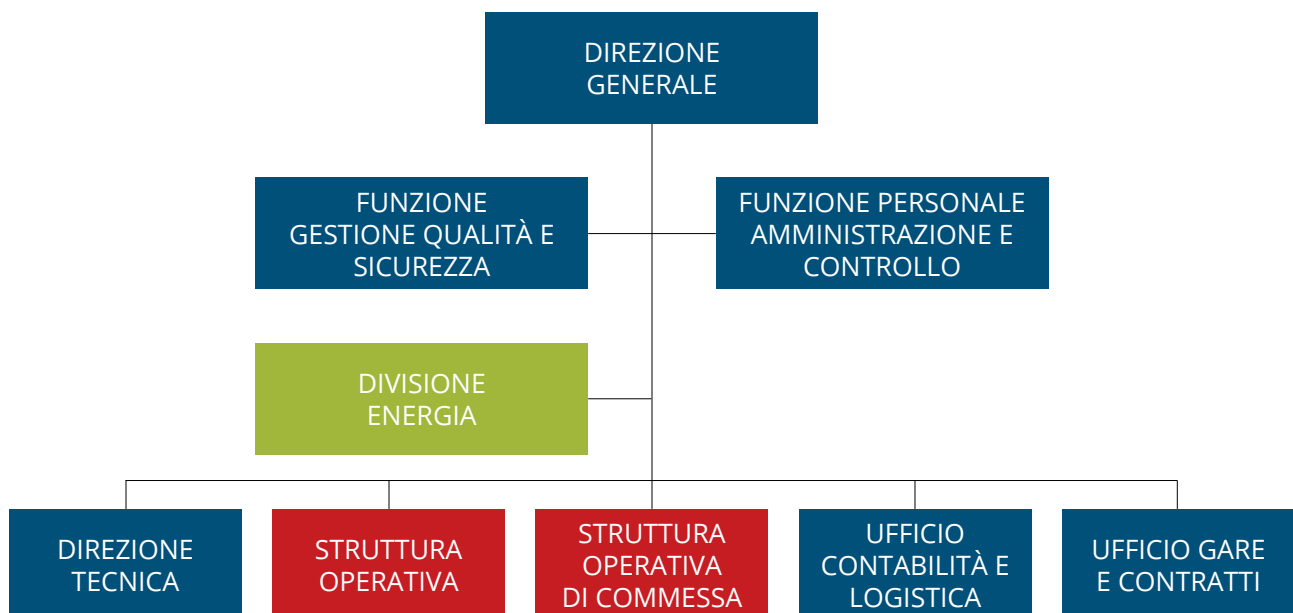 DIREZIONE
GENERALE
FUNZIONE
GESTIONE QUALITÀ E
SICUREZZA
FUNZIONE PERSONALE
AMMINISTRAZIONE E
CONTROLLO
DIVISIONE
ENERGIA
DIREZIONE
TECNICA
STRUTTURA
OPERATIVA
STRUTTURA
OPERATIVA
DI COMMESSA
UFFICIO
CONTABILITÀ E
LOGISTICA
UFFICIO GARE
E CONTRATTI